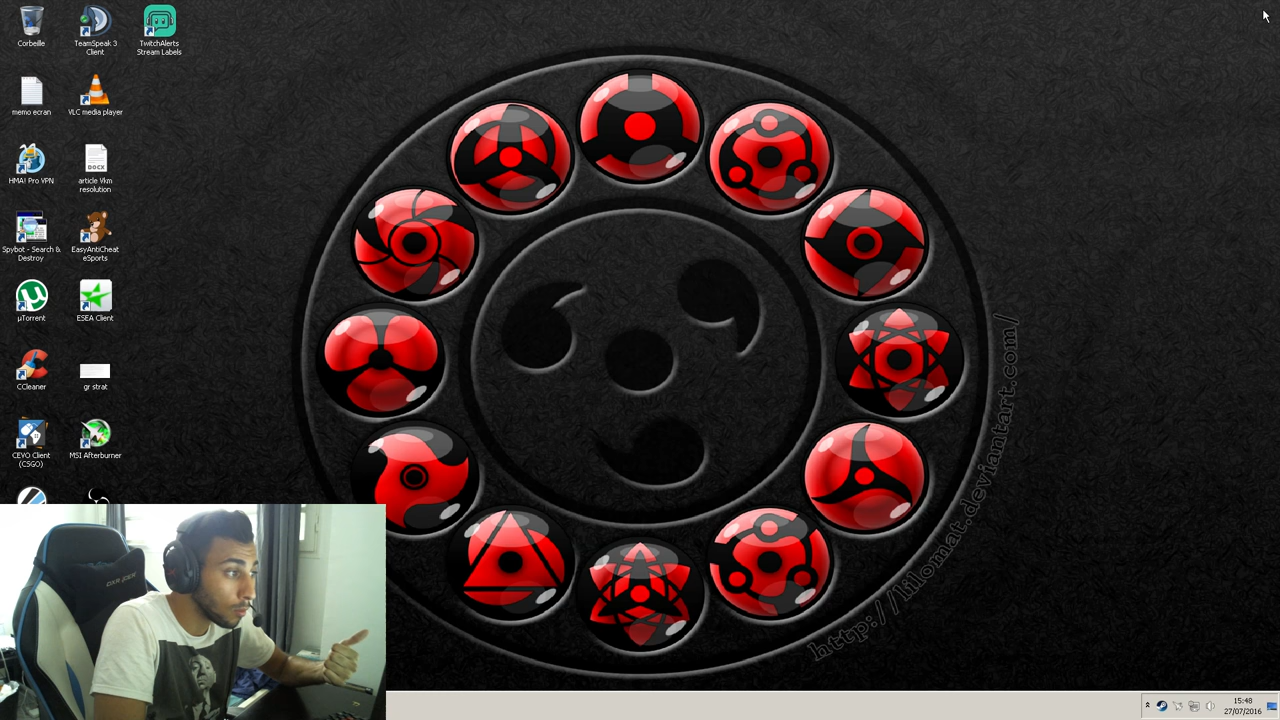 Corbeille
TeamSpeak 3
Client
TwitchAlerts
Stream Labels
memo ecran
VLC media player
HMA! Pro VPN
article Vkm
resolution
Spybot - Search &
Destroy
EasyAntiCheat
eSports
µTorrent
ESEA Client
CCleaner
gr strat
CEVO Client
(CSGO)
MSI Afterburner
DOCX
http://lilomat.deviantart.com/
15:48
27/07/2016